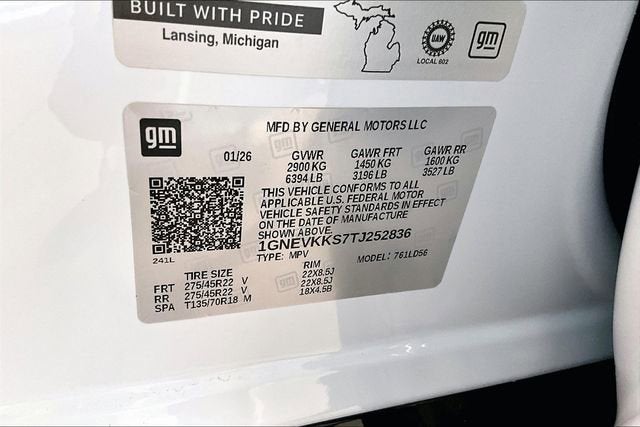 BUILT WITH PRIDE
Lansing, Michigan
UAW
LOCAL 602
gm
gm
MFD BY GENERAL MOTORS LLC
01/26 GVWR GAWR FRT GAWR RR
2900 KG 1450 KG 1600 KG
6394 LB 3196 LB 3527 LB
THIS VEHICLE CONFORMS TO ALL
APPLICABLE U.S. FEDERAL MOTOR
VEHICLE SAFETY STANDARDS IN EFFECT
ON THE DATE OF MANUFACTURE
SHOWN ABOVE.
1GNEVKKS7TJ252836
TYPE: MPV MODEL: 761LD56
241L
TIRE SIZE RIM
FRT 275/45R22 V 22X8.5J
RR 275/45R22 V 22X8.5J
SPA T135/70R18 M 18X4.5B